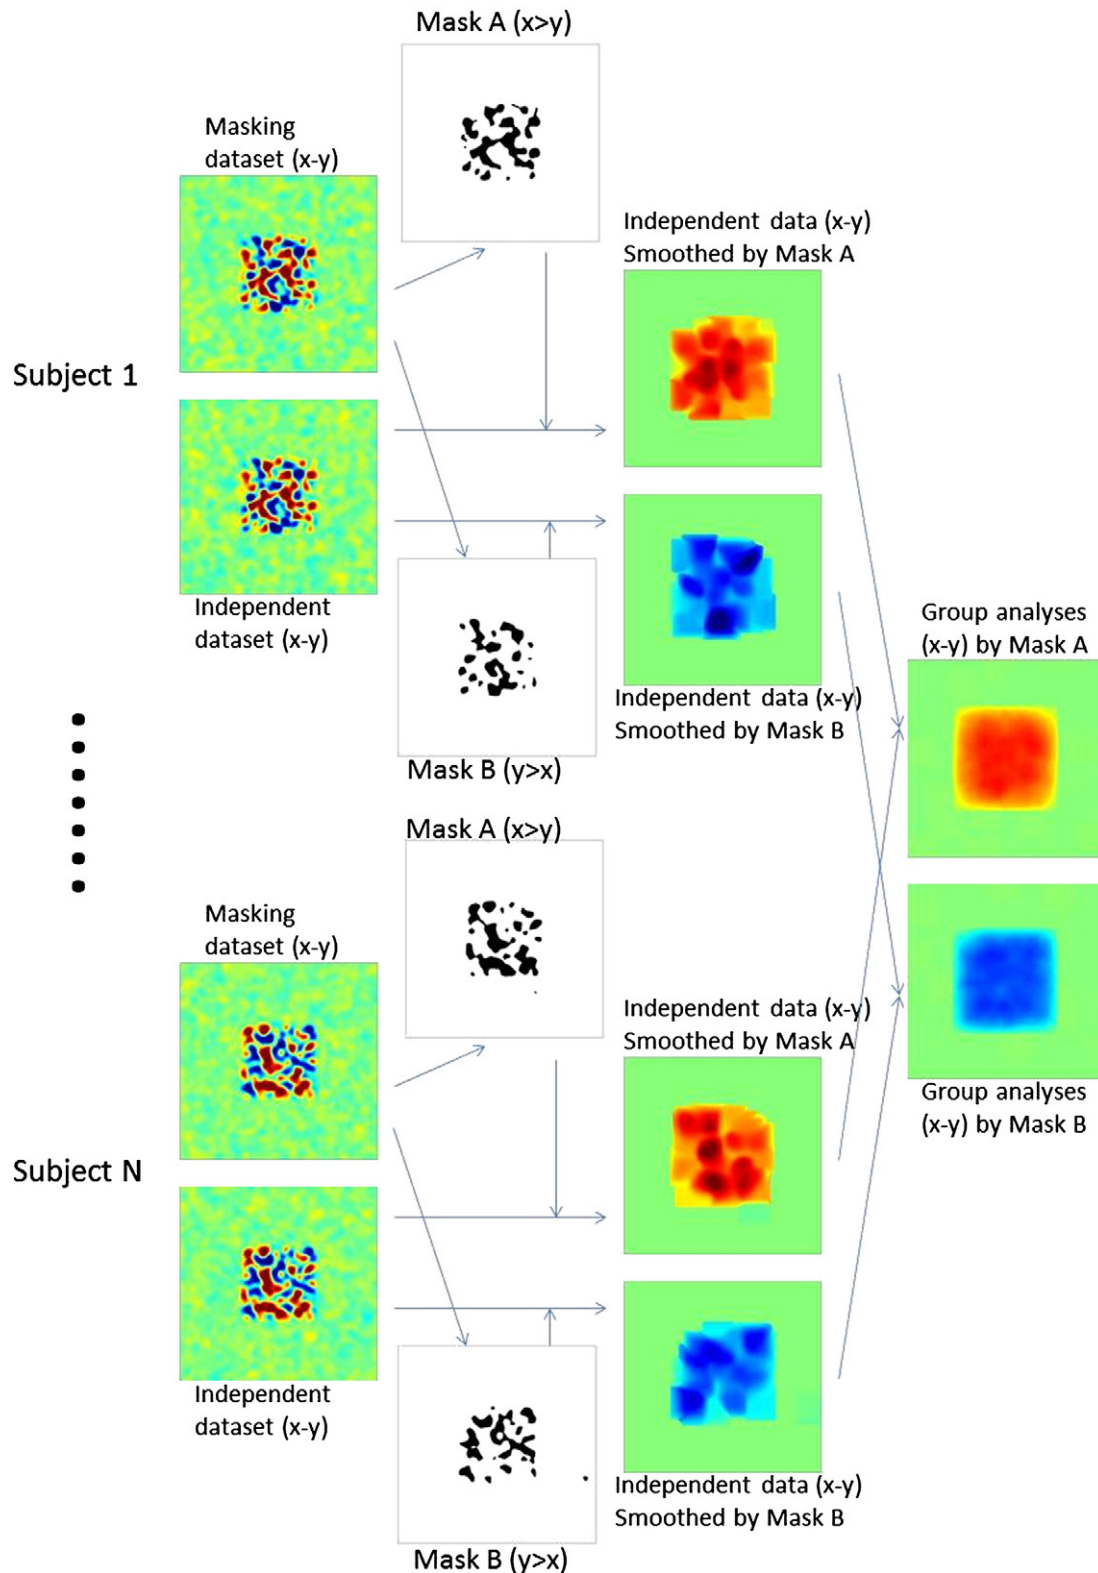 Mask A (x>y)
Masking
dataset (x-y)
Independent data (x-y)
Smoothed by Mask A
Subject 1
Independent
dataset (x-y)
Mask B (y>x)
Independent data (x-y)
Smoothed by Mask B
Group analyses
(x-y) by Mask A
Mask A (x>y)
Masking
dataset (x-y)
Independent data (x-y)
Smoothed by Mask A
Group analyses
(x-y) by Mask B
Subject N
Independent
dataset (x-y)
Mask B (y>x)
Independent data (x-y)
Smoothed by Mask B